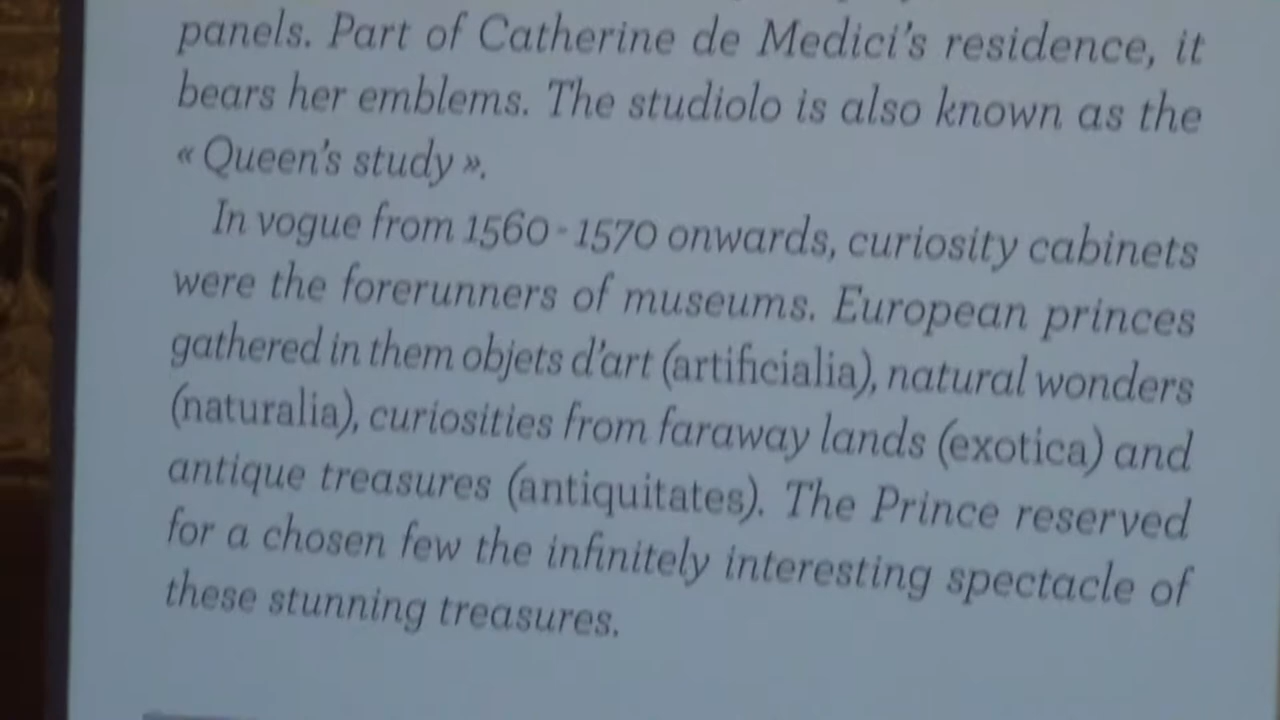 panels. Part of Catherine de Medici's residence, it
bears her emblems. The studiolo is also known as the
« Queen's study ».
In vogue from 1560-1570 onwards, curiosity cabinets
were the forerunners of museums. European princes
gathered in them objets d'art (artificialia), natural wonders
(naturalia), curiosities from faraway lands (exotica) and
antique treasures (antiquitates). The Prince reserved
for a chosen few the infinitely interesting spectacle of
these stunning treasures.